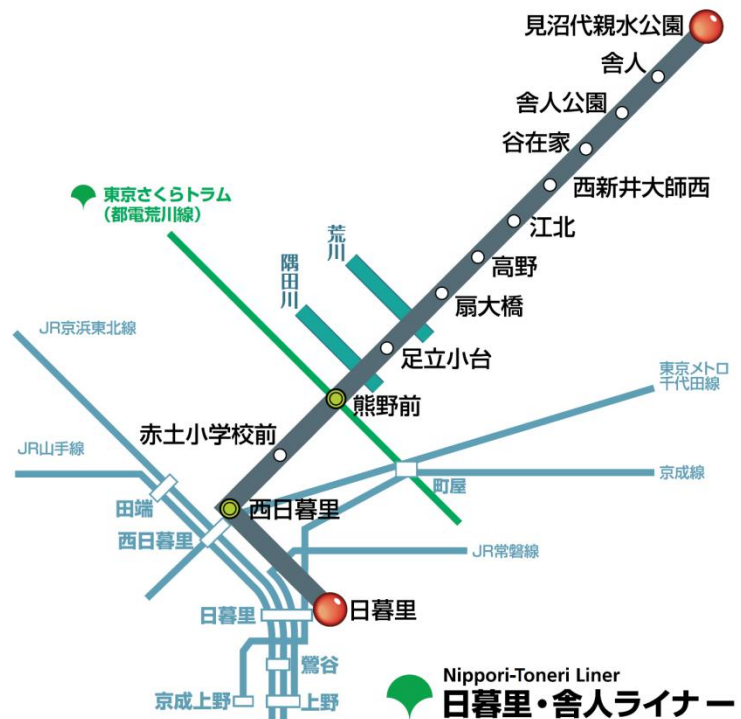 見沼代親水公園
舎人
舎人公園
谷在家
西新井大師西
江北
高野
扇大橋
足立小台
熊野前
赤土小学校前
西日暮里
日暮里
東京さくらトラム
(都電荒川線)
荒川
隅田川
JR京浜東北線
JR山手線
東京メトロ
千代田線
京成線
町屋
JR常磐線
田端
西日暮里
日暮里
鶯谷
京成上野
上野
Nippori-Toneri Liner
日暮里・舎人ライナー